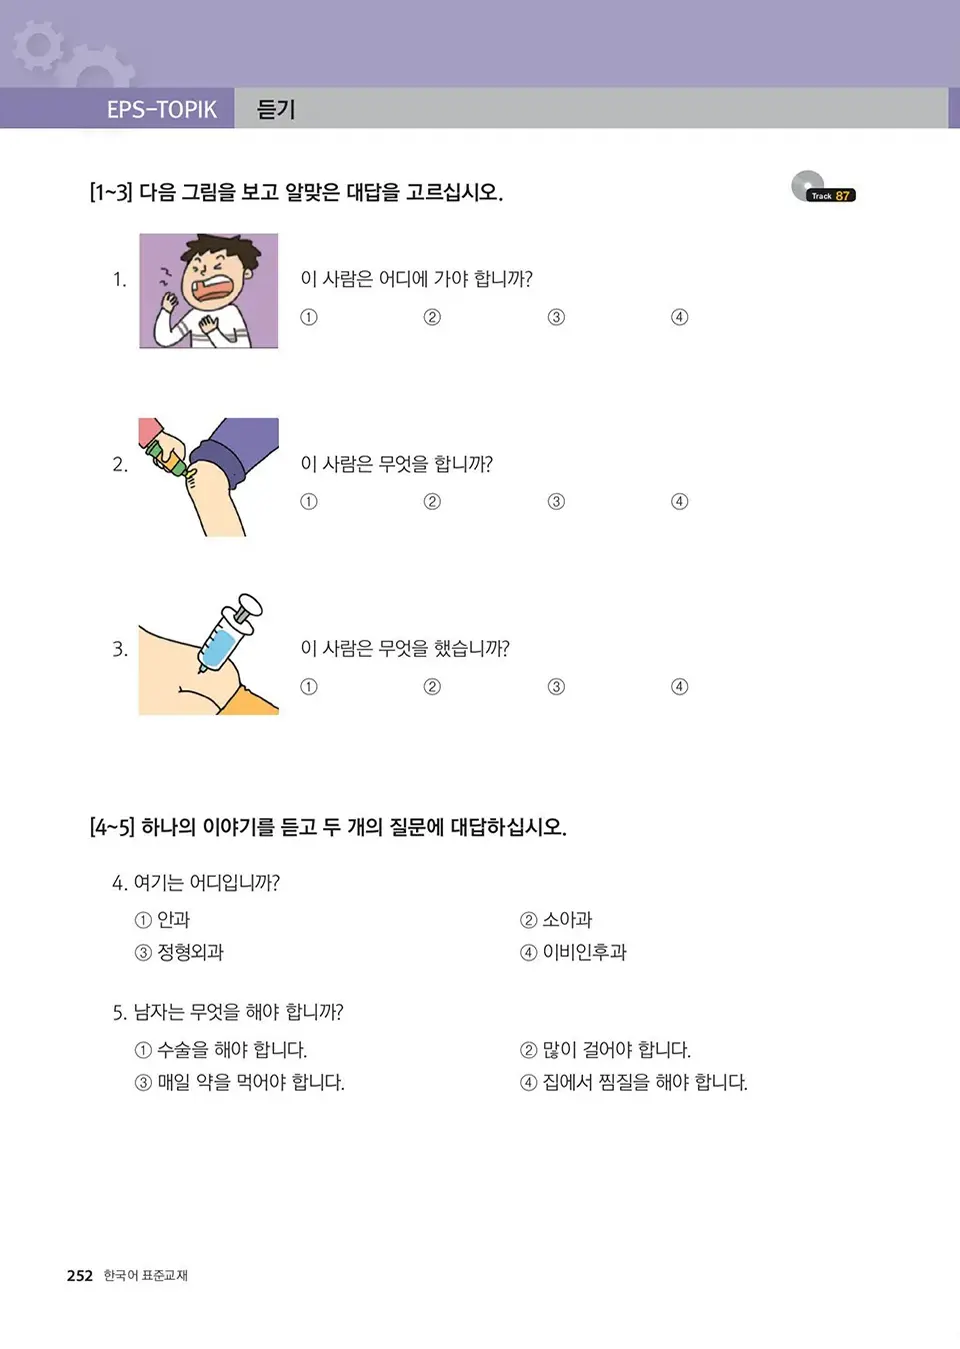 EPS-TOPIK 듣기
[1~3] 다음 그림을 보고 알맞은 대답을 고르십시오.
Track 87
1. 이 사람은 어디에 가야 합니까?
① ② ③ ④
2. 이 사람은 무엇을 합니까?
① ② ③ ④
3. 이 사람은 무엇을 했습니까?
① ② ③ ④
[4~5] 하나의 이야기를 듣고 두 개의 질문에 대답하십시오.
4. 여기는 어디입니까?
① 안과 ② 소아과
③ 정형외과 ④ 이비인후과
5. 남자는 무엇을 해야 합니까?
① 수술을 해야 합니다. ② 많이 걸어야 합니다.
③ 매일 약을 먹어야 합니다. ④ 집에서 찜질을 해야 합니다.
252 한국어 표준교재